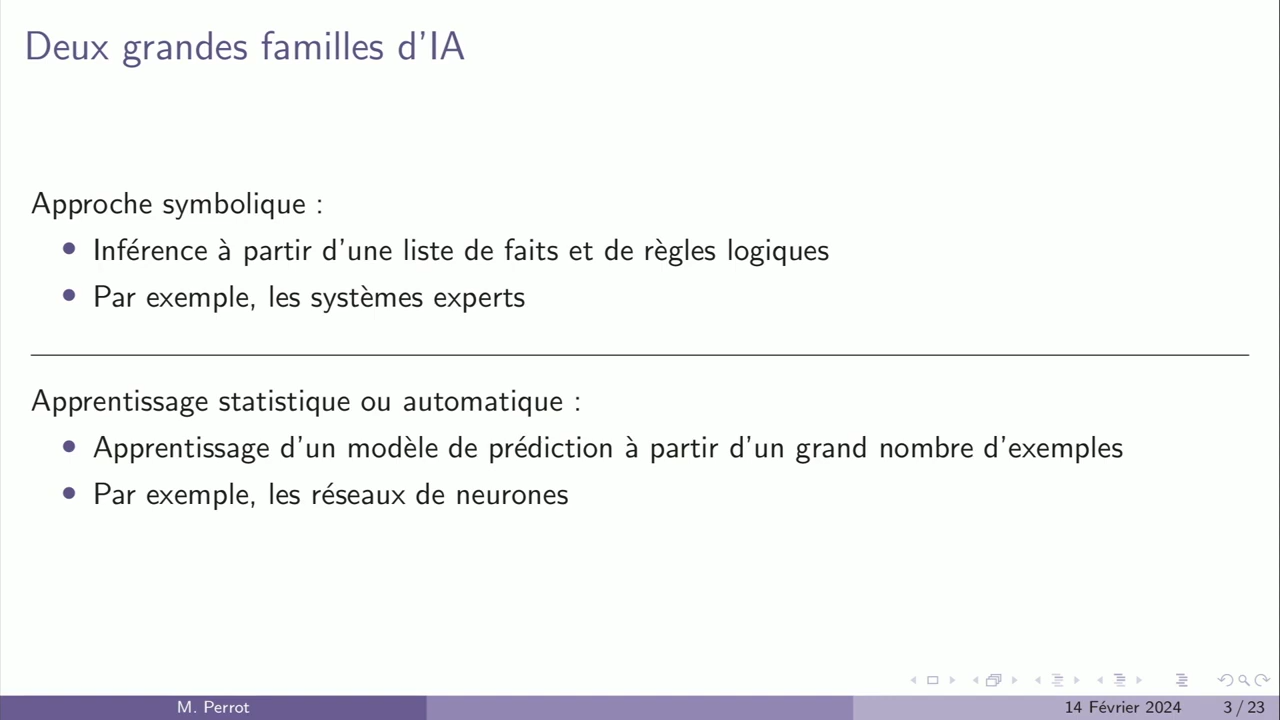 Deux grandes familles d'IA
Approche symbolique :
• Inférence à partir d'une liste de faits et de règles logiques
• Par exemple, les systèmes experts
Apprentissage statistique ou automatique :
• Apprentissage d'un modèle de prédiction à partir d'un grand nombre d'exemples
• Par exemple, les réseaux de neurones
M. Perrot
14 Février 2024
3 / 23